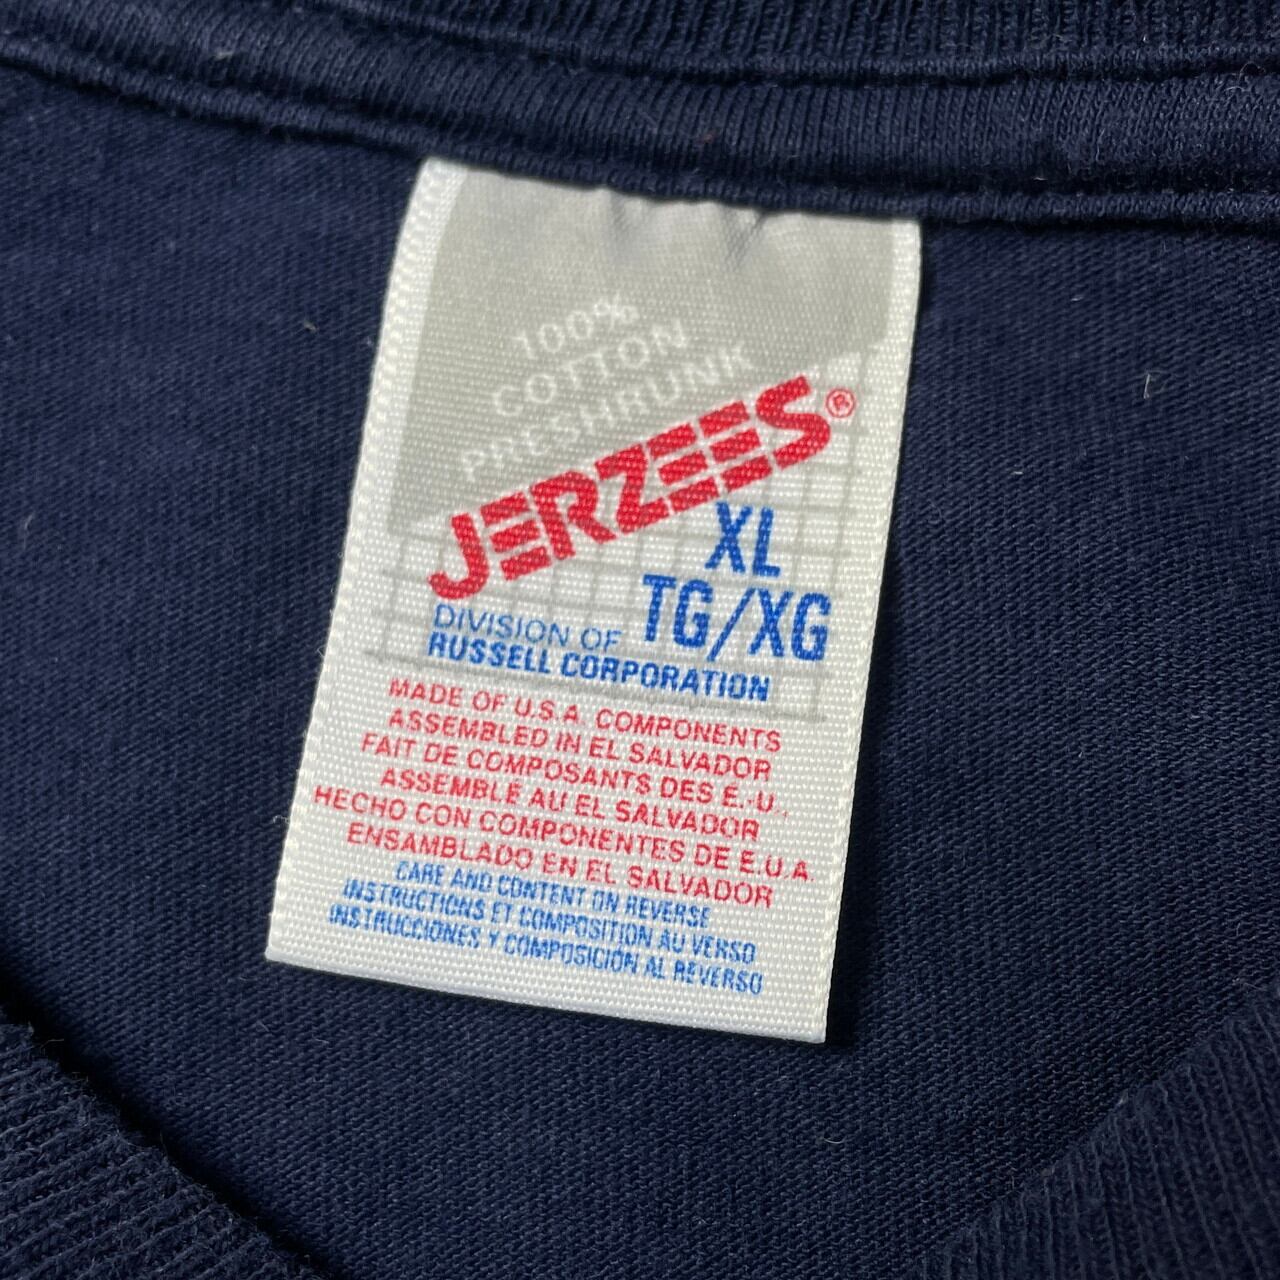 100%
COTTON
PRESHRUNK
JERZEES®
XL
TG/XG
DIVISION OF
RUSSELL CORPORATION
MADE OF U.S.A. COMPONENTS
ASSEMBLED IN EL SALVADOR
FAIT DE COMPOSANTS DES É.-U.,
ASSEMBLÉ AU EL SALVADOR
HECHO CON COMPONENTES DE E.U.A.
ENSAMBLADO EN EL SALVADOR
CARE AND CONTENT ON REVERSE
INSTRUCTIONS ET COMPOSITION AU VERSO
INSTRUCCIONES Y COMPOSICIÓN AL REVERSO